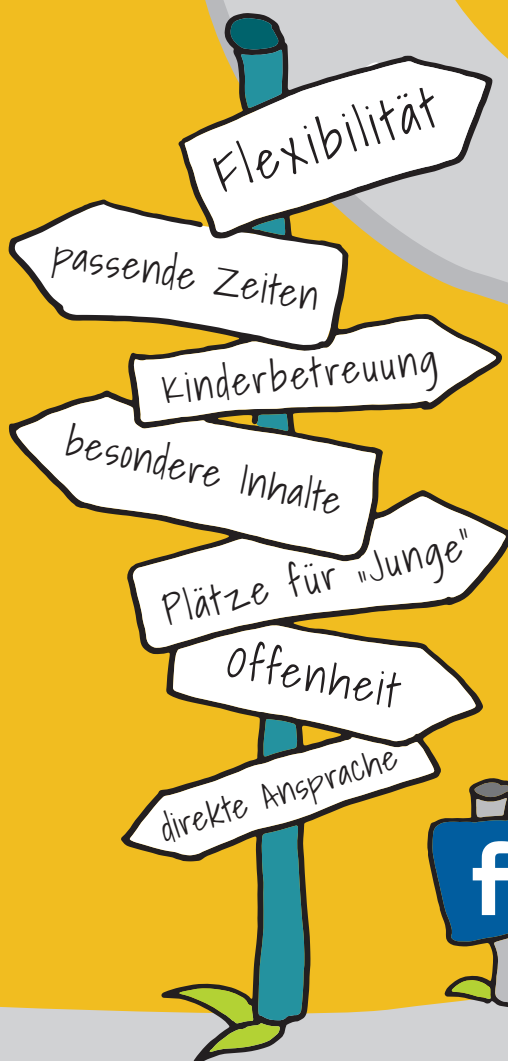 Flexibilität
passende Zeiten
Kinderbetreuung
besondere Inhalte
Plätze für "Junge"
Offenheit
direkte Ansprache
f